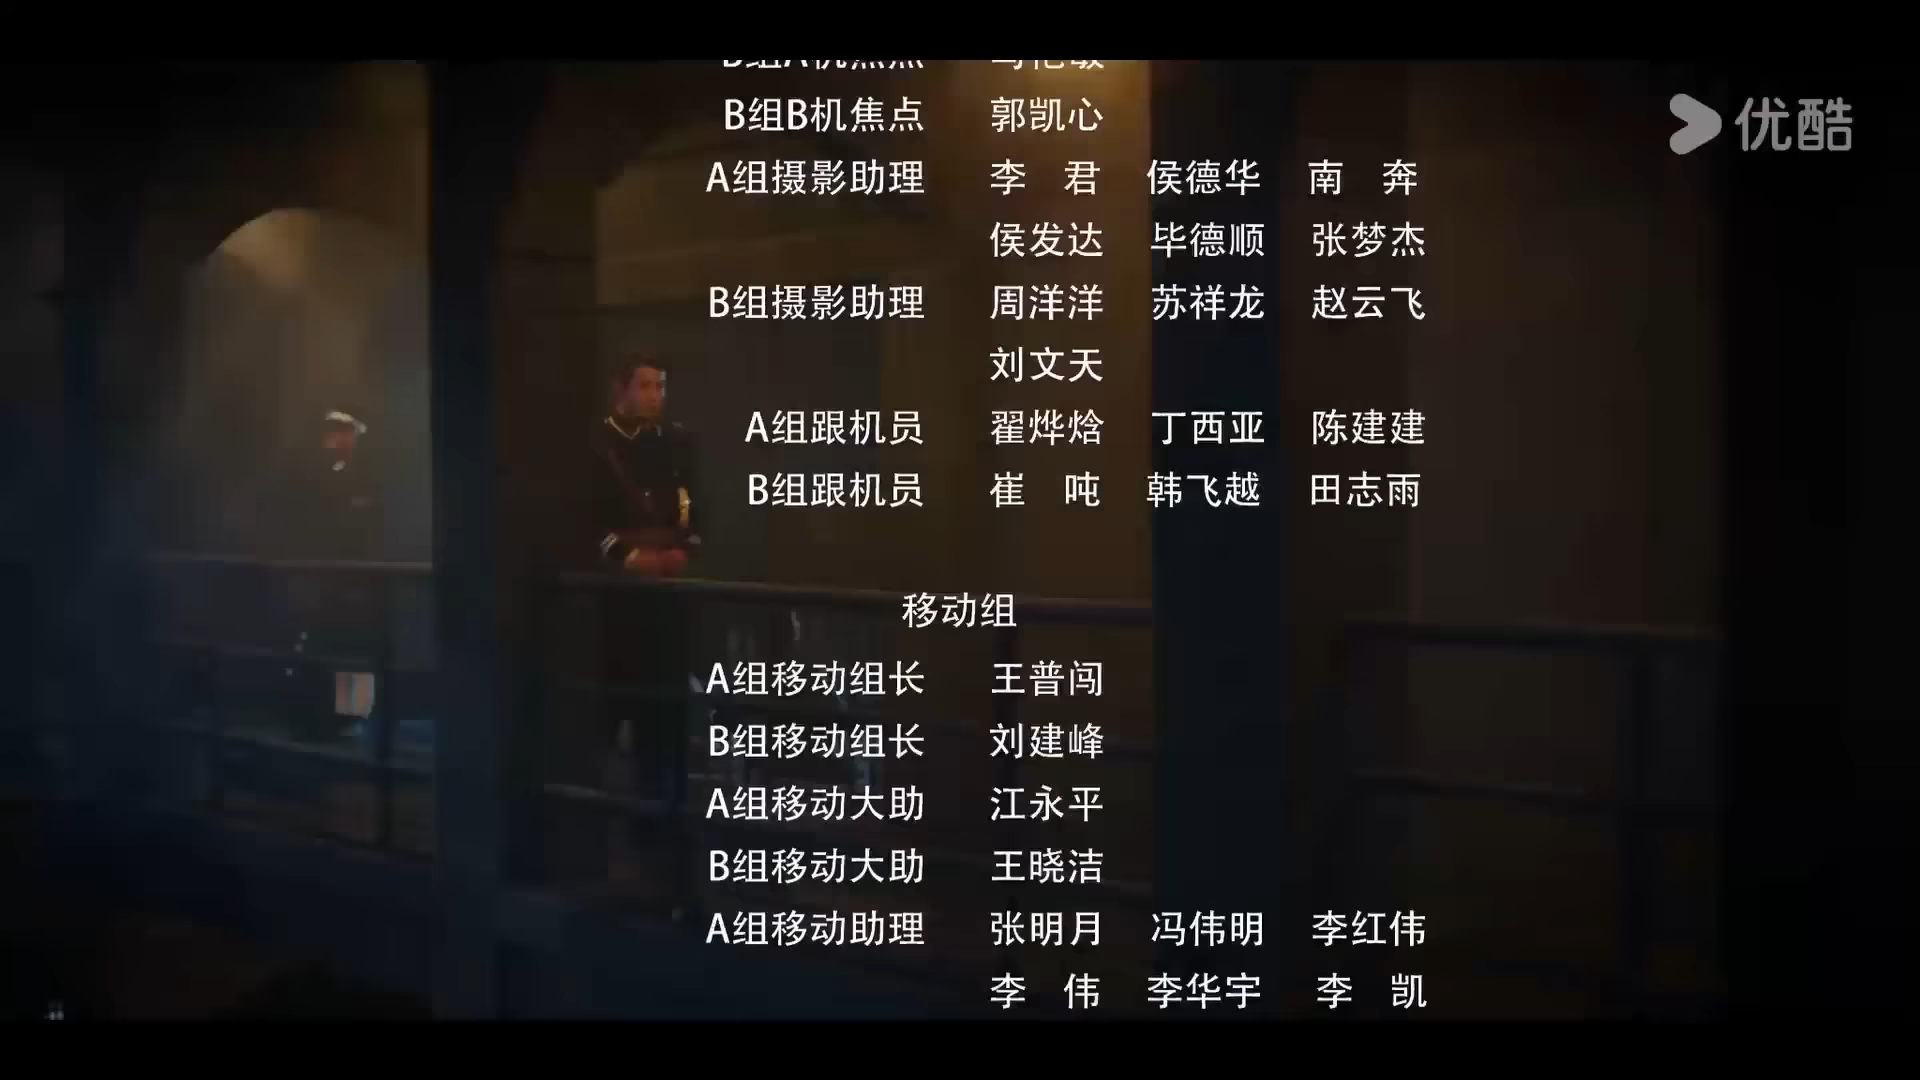 B组B机焦点 郭凯心
优酷
A组摄影助理 李 君 侯德华 南 奔
侯发达 毕德顺 张梦杰
B组摄影助理 周洋洋 苏祥龙 赵云飞
刘文天
A组跟机员 翟烨焓 丁西亚 陈建建
B组跟机员 崔 吨 韩飞越 田志雨
移动组
A组移动组长 王普闯
B组移动组长 刘建峰
A组移动大助 江永平
B组移动大助 王晓洁
A组移动助理 张明月 冯伟明 李红伟
李 伟 李华宇 李 凯